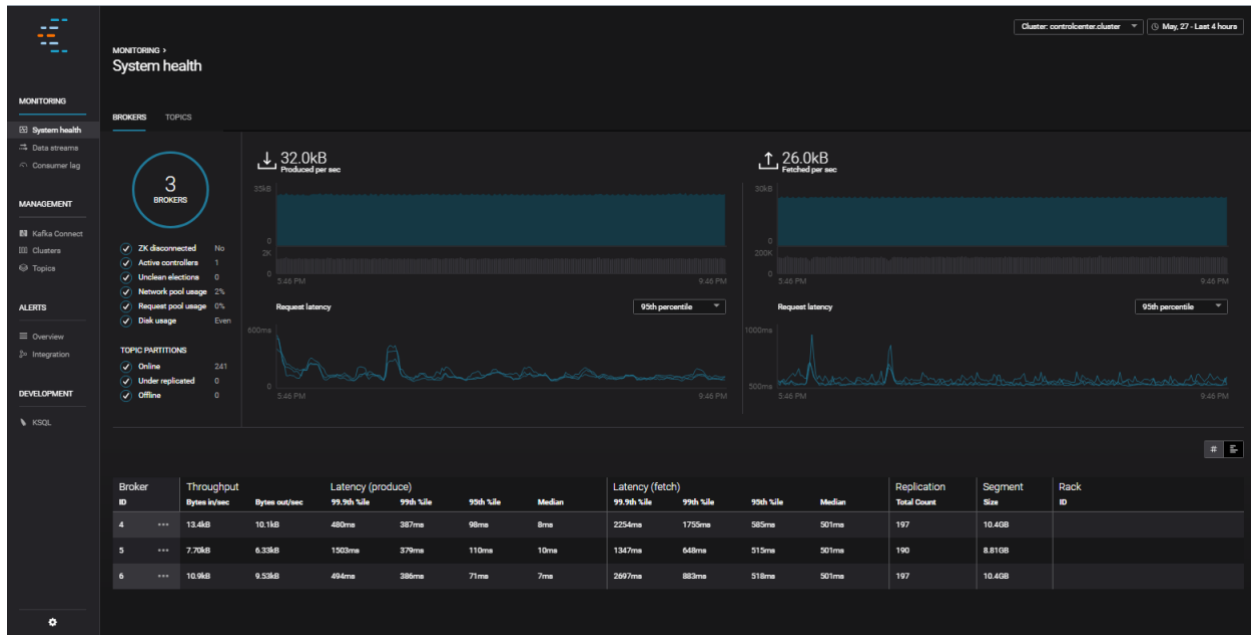 Cluster: controlcenter.cluster
May, 27 - Last 4 hours
MONITORING >
System health
MONITORING
System health
Data streams
Consumer lag
MANAGEMENT
Kafka Connect
Clusters
Topics
ALERTS
Overview
Integration
DEVELOPMENT
KSQL
BROKERS TOPICS
3
BROKERS
ZK disconnected No
Active controllers 1
Unclean elections 0
Network pool usage 2%
Request pool usage 0%
Disk usage Even
TOPIC PARTITIONS
Online 241
Under replicated 0
Offline 0
32.0kB
Produced per sec
35kB
0
2K
0
5:46 PM 9:46 PM
Request latency 95th percentile
600ms
0
5:46 PM 9:46 PM
26.0kB
Fetched per sec
30kB
0
200K
0
5:46 PM 9:46 PM
Request latency 95th percentile
1000ms
500ms
5:46 PM 9:46 PM
#
Broker Throughput Latency (produce) Latency (fetch) Replication Segment Rack
ID Bytes in/sec Bytes out/sec 99.9th %ile 99th %ile 95th %ile Median 99.9th %ile 99th %ile 95th %ile Median Total Count Size ID
4 ••• 13.4kB 10.1kB 480ms 387ms 98ms 8ms 2254ms 1755ms 585ms 501ms 197 10.4GB
5 ••• 7.70kB 6.33kB 1503ms 379ms 110ms 10ms 1347ms 648ms 515ms 501ms 190 8.81GB
6 ••• 10.9kB 9.53kB 494ms 386ms 71ms 7ms 2697ms 883ms 518ms 501ms 197 10.4GB